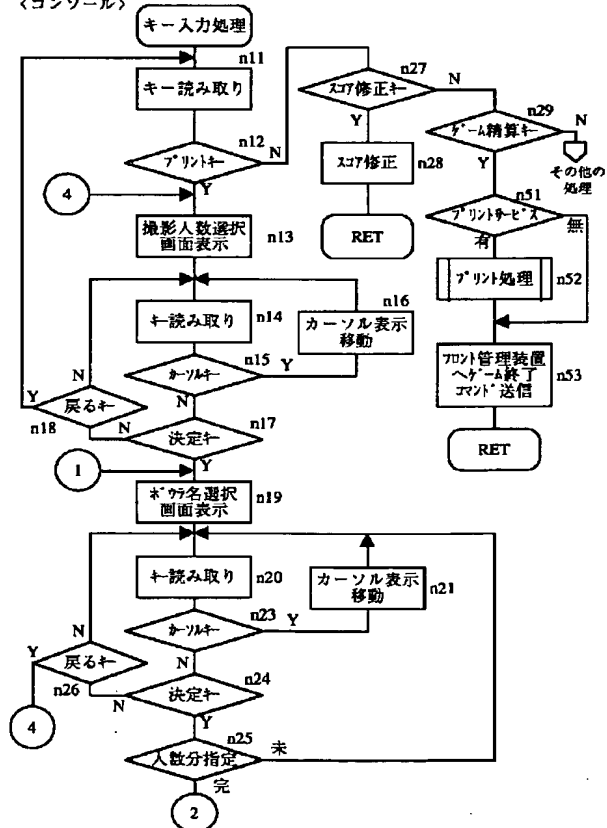 〈コンソール〉
キー入力処理
n11
キー読み取り
n12
プリントキー
N
Y
4
撮影人数選択
画面表示
n13
キー読み取り
n14
n15
カーソルキー
Y
N
n16
カーソル表示
移動
n17
決定キー
N
Y
戻るキー
n18
N
Y
1
ボウラ名選択
画面表示
n19
キー読み取り
n20
n23
カーソルキー
Y
N
カーソル表示
移動
n21
n24
決定キー
N
Y
戻るキー
n26
N
Y
4
n25
人数分指定
未
完
2
n27
スコア修正キー
N
Y
スコア修正
n28
RET
n29
ゲーム精算キー
N
Y
その他の
処理
n51
プリントサービス
有
無
プリント処理
n52
フロント管理装置
へゲーム終了
コマンド送信
n53
RET